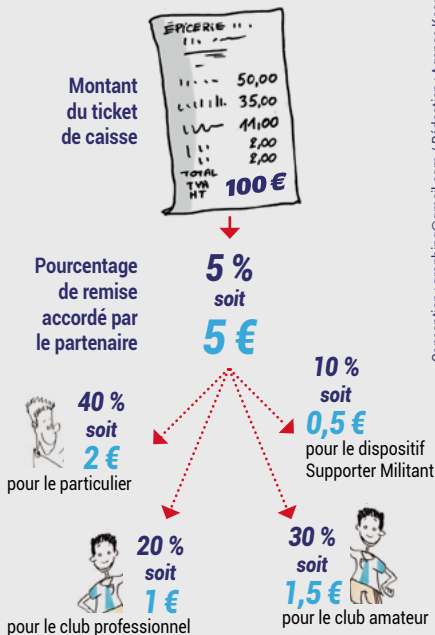 ÉPICERIE
50,00
35,00
11,00
2,00
2,00
TOTAL
TVA
HT
100 €
Montant
du ticket
de caisse
Pourcentage
de remise
accordé par
le partenaire
5 %
soit
5 €
40 %
soit
2 €
pour le particulier
10 %
soit
0,5 €
pour le dispositif
Supporter Militant
20 %
soit
1 €
pour le club professionnel
30 %
soit
1,5 €
pour le club amateur